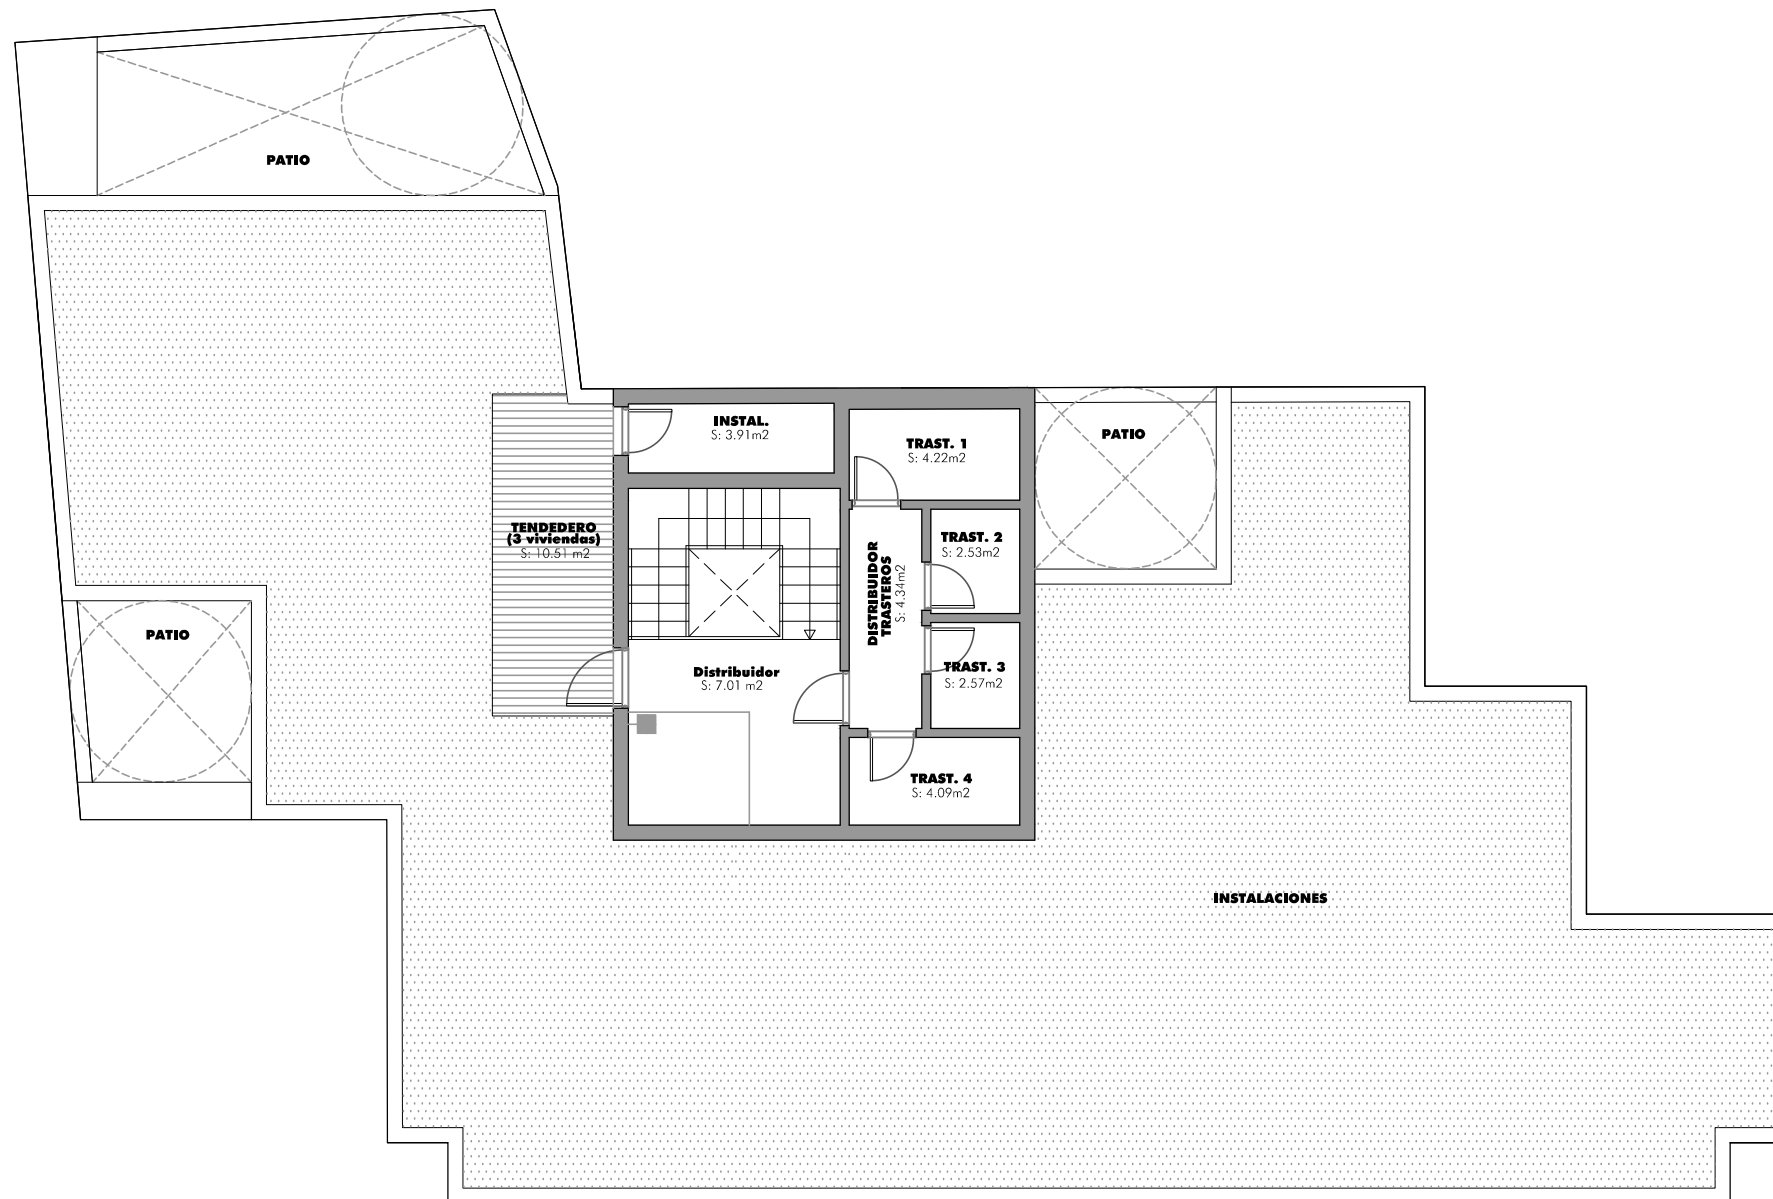 PATIO
INSTAL.
S: 3.91m2
TRAST. 1
S: 4.22m2
PATIO
TENDEDERO
(3 viviendas)
S: 10.51 m2
TRAST. 2
S: 2.53m2
DISTRIBUIDOR
TRASTEROS
S: 4.34m2
PATIO
Distribuidor
S: 7.01 m2
TRAST. 3
S: 2.57m2
TRAST. 4
S: 4.09m2
INSTALACIONES